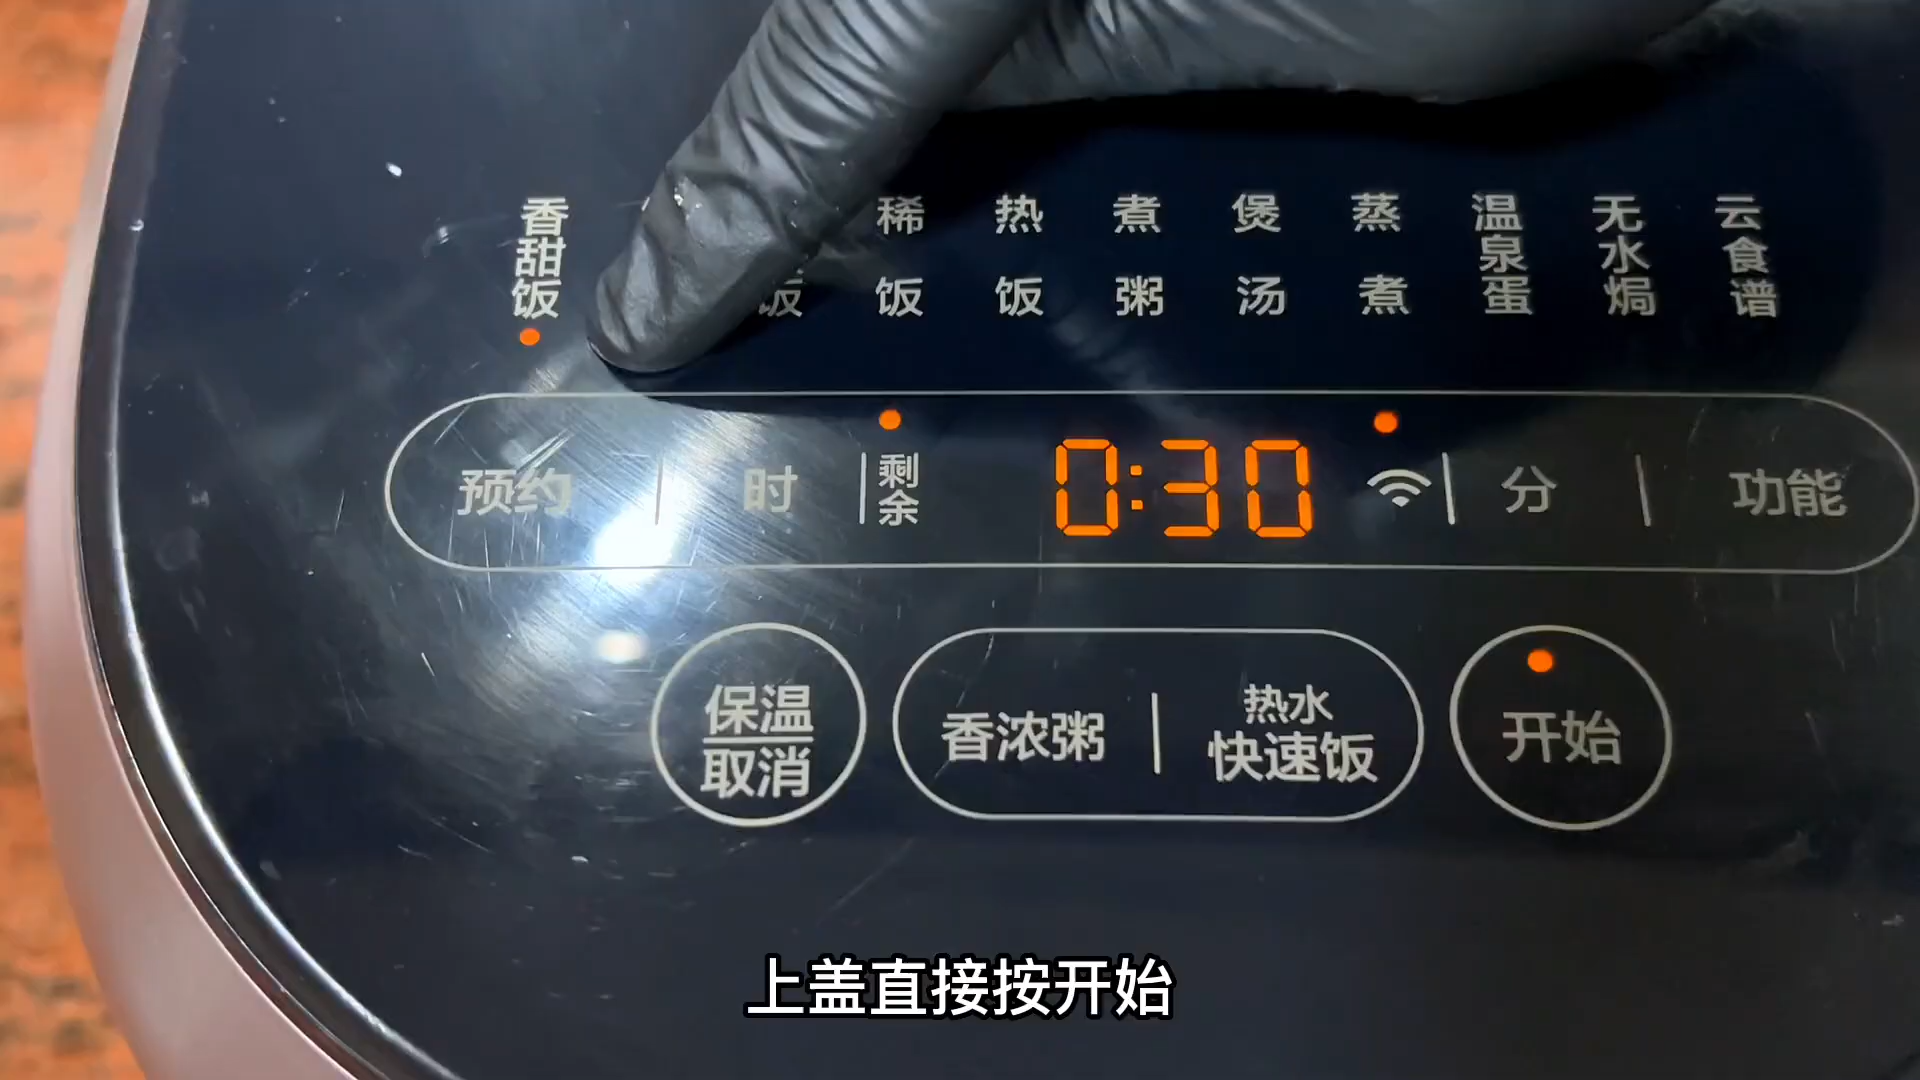 香甜饭
饭
稀饭
热饭
煮粥
煲汤
蒸煮
温泉蛋
无水焗
云食谱
预约
时
剩余
0:30
分
功能
保温
取消
香浓粥
热水
快速饭
开始
上盖直接按开始